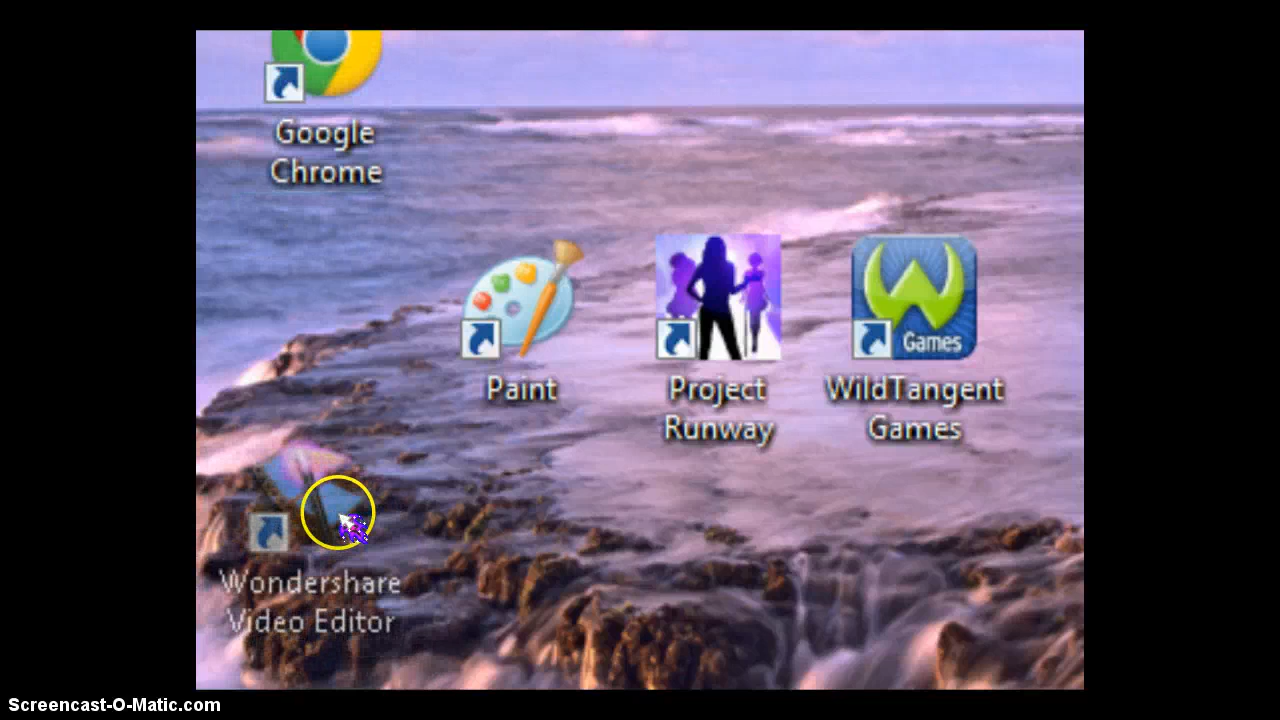 Google
Chrome
Paint
Project
Runway
Games
WildTangent
Games
Wondershare
Video Editor
Screencast-O-Matic.com